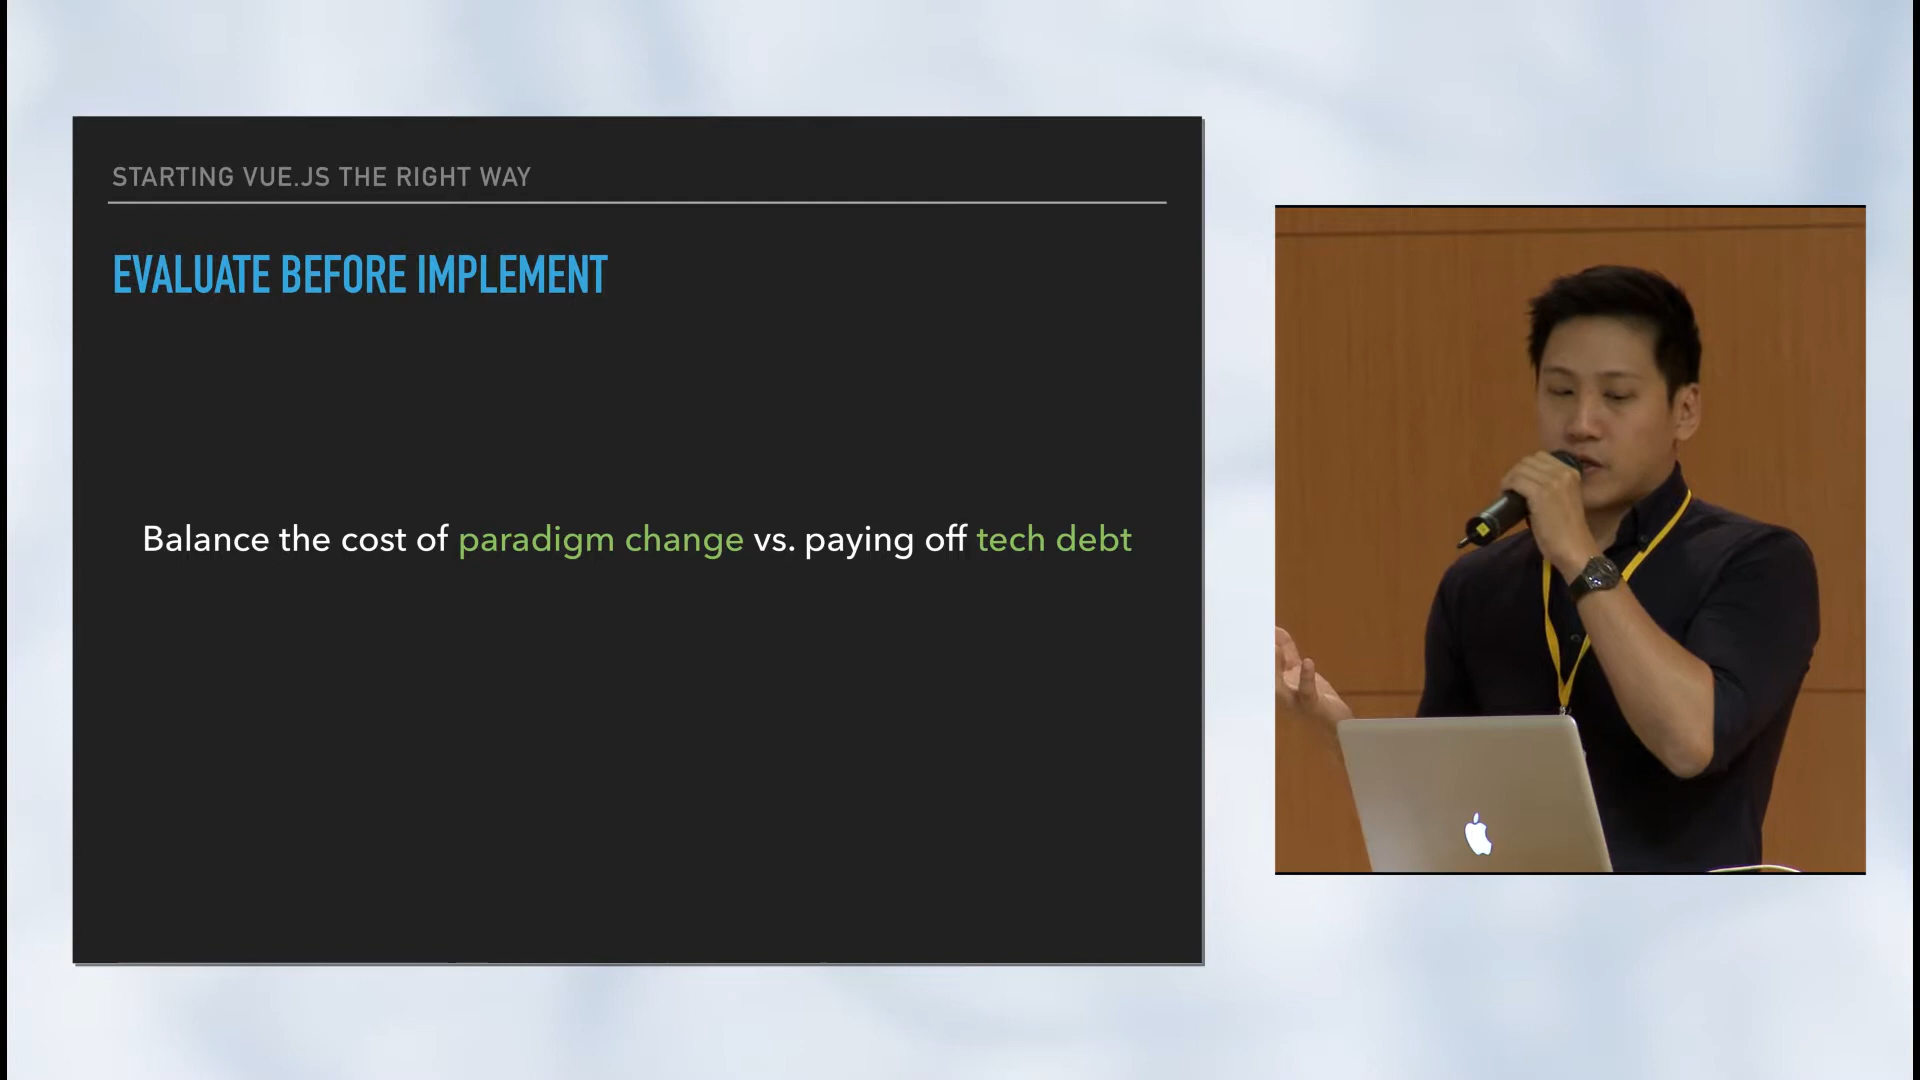 STARTING VUE.JS THE RIGHT WAY
EVALUATE BEFORE IMPLEMENT
Balance the cost of paradigm change vs. paying off tech debt